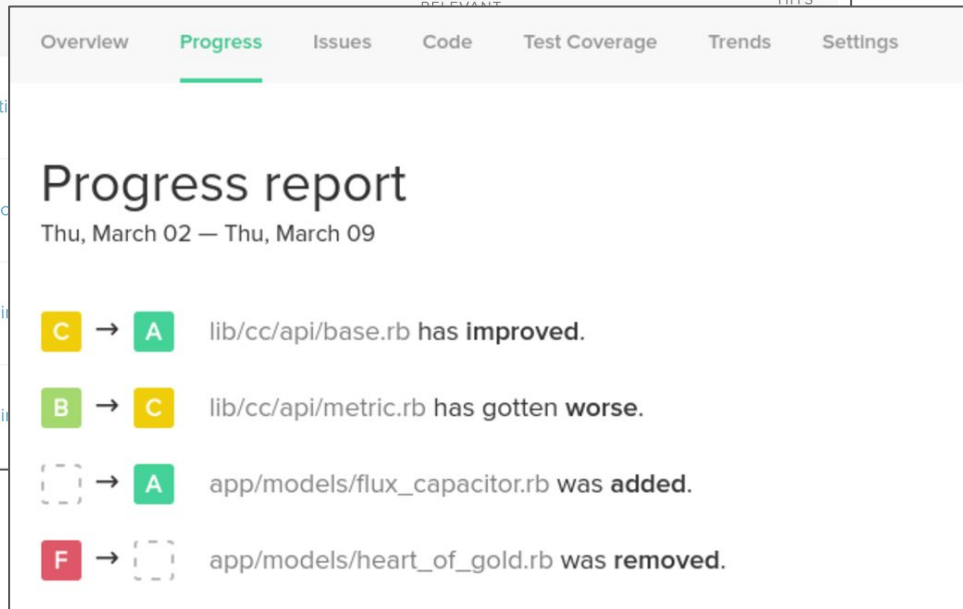 RELEVANT HITS
Overview Progress Issues Code Test Coverage Trends Settings
Progress report
Thu, March 02 — Thu, March 09
C → A lib/cc/api/base.rb has improved.
B → C lib/cc/api/metric.rb has gotten worse.
→ A app/models/flux_capacitor.rb was added.
F → app/models/heart_of_gold.rb was removed.